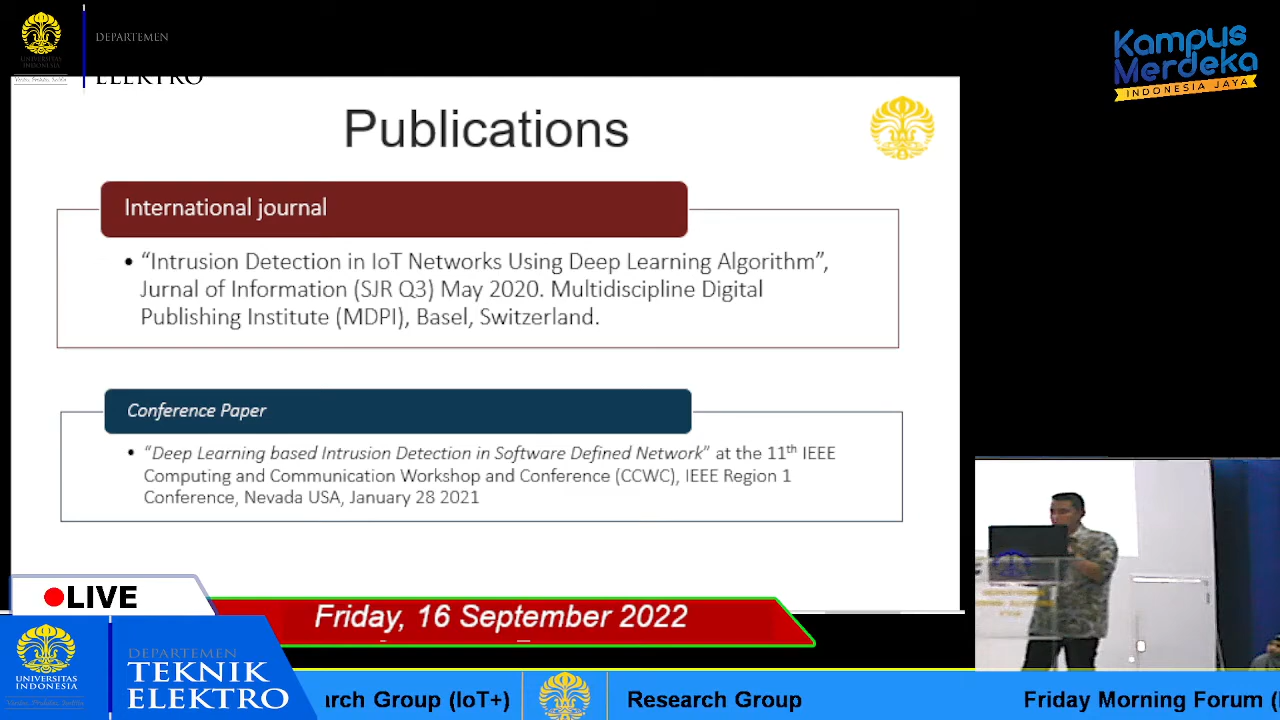 UNIVERSITAS
INDONESIA
DEPARTEMEN
ELEKTRO
Kampus
Merdeka
INDONESIA JAYA
Publications
International journal
• “Intrusion Detection in IoT Networks Using Deep Learning Algorithm”,
Jurnal of Information (SJR Q3) May 2020. Multidiscipline Digital
Publishing Institute (MDPI), Basel, Switzerland.
Conference Paper
• “Deep Learning based Intrusion Detection in Software Defined Network” at the 11th IEEE
Computing and Communication Workshop and Conference (CCWC), IEEE Region 1
Conference, Nevada USA, January 28 2021
LIVE
Friday, 16 September 2022
UNIVERSITAS
INDONESIA
DEPARTEMEN
TEKNIK
ELEKTRO
rch Group (IoT+)
Research Group
Friday Morning Forum (